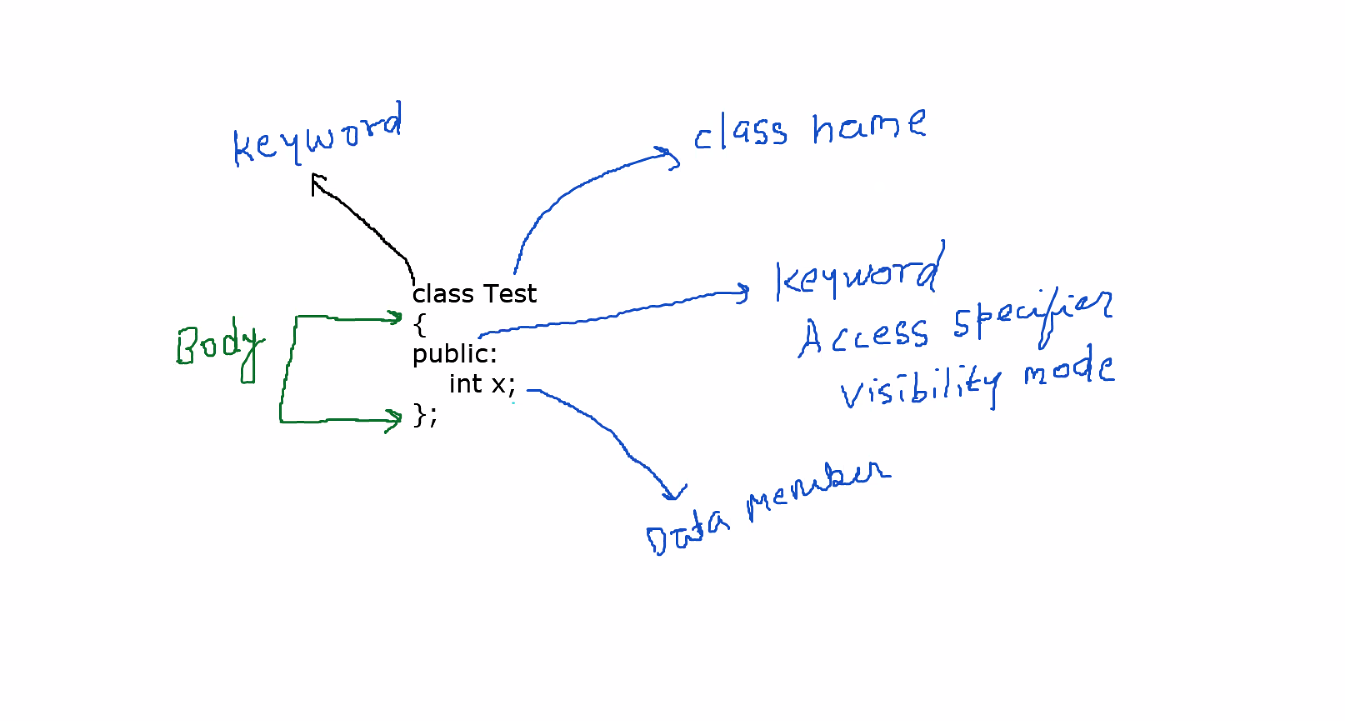 keyword
class name
class Test
{
public:
int x;
};
Body
keyword
Access specifier
visibility mode
Data member